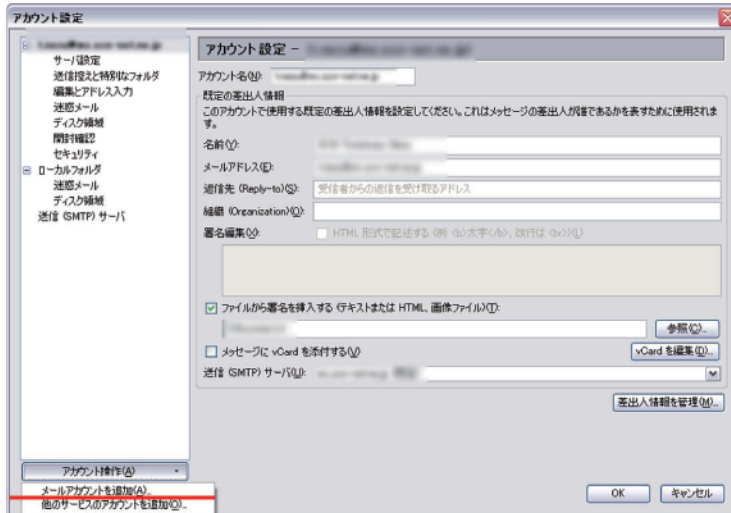 アカウント設定
サーバ設定
送信控えと特別なフォルダ
編集とアドレス入力
迷惑メール
ディスク領域
開封確認
セキュリティ
ローカルフォルダ
迷惑メール
ディスク領域
送信 (SMTP) サーバ
アカウント操作(A)
メールアカウントを追加(A)...
他のサービスのアカウントを追加(O)...
アカウント設定 -
アカウント名(N):
既定の差出人情報
このアカウントで使用する既定の差出人情報を設定してください。これはメッセージの差出人が誰であるかを表すために使用されます。
名前(Y):
メールアドレス(E):
返信先 (Reply-to)(S): 受信者からの返信を受け取るアドレス
組織 (Organization)(O):
署名編集(X): HTML 形式で記述する (例 <b>太字</b>、改行は <br>)(L)
ファイルから署名を挿入する (テキストまたは HTML、画像ファイル)(T):
参照(C)...
メッセージに vCard を添付する(V)
vCard を編集(D)...
送信 (SMTP) サーバ(U):
差出人情報を管理(M)...
OK
キャンセル